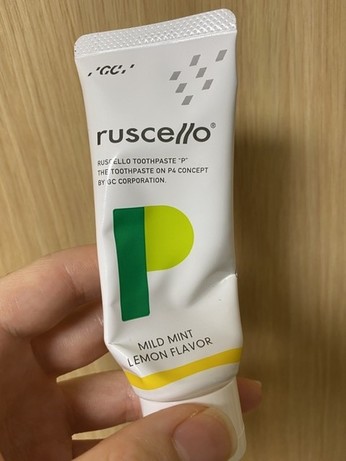 GC
ruscello®
RUSCELLO TOOTHPASTE "P"
THE TOOTHPASTE ON P4 CONCEPT
BY GC CORPORATION.
P
MILD MINT
LEMON FLAVOR